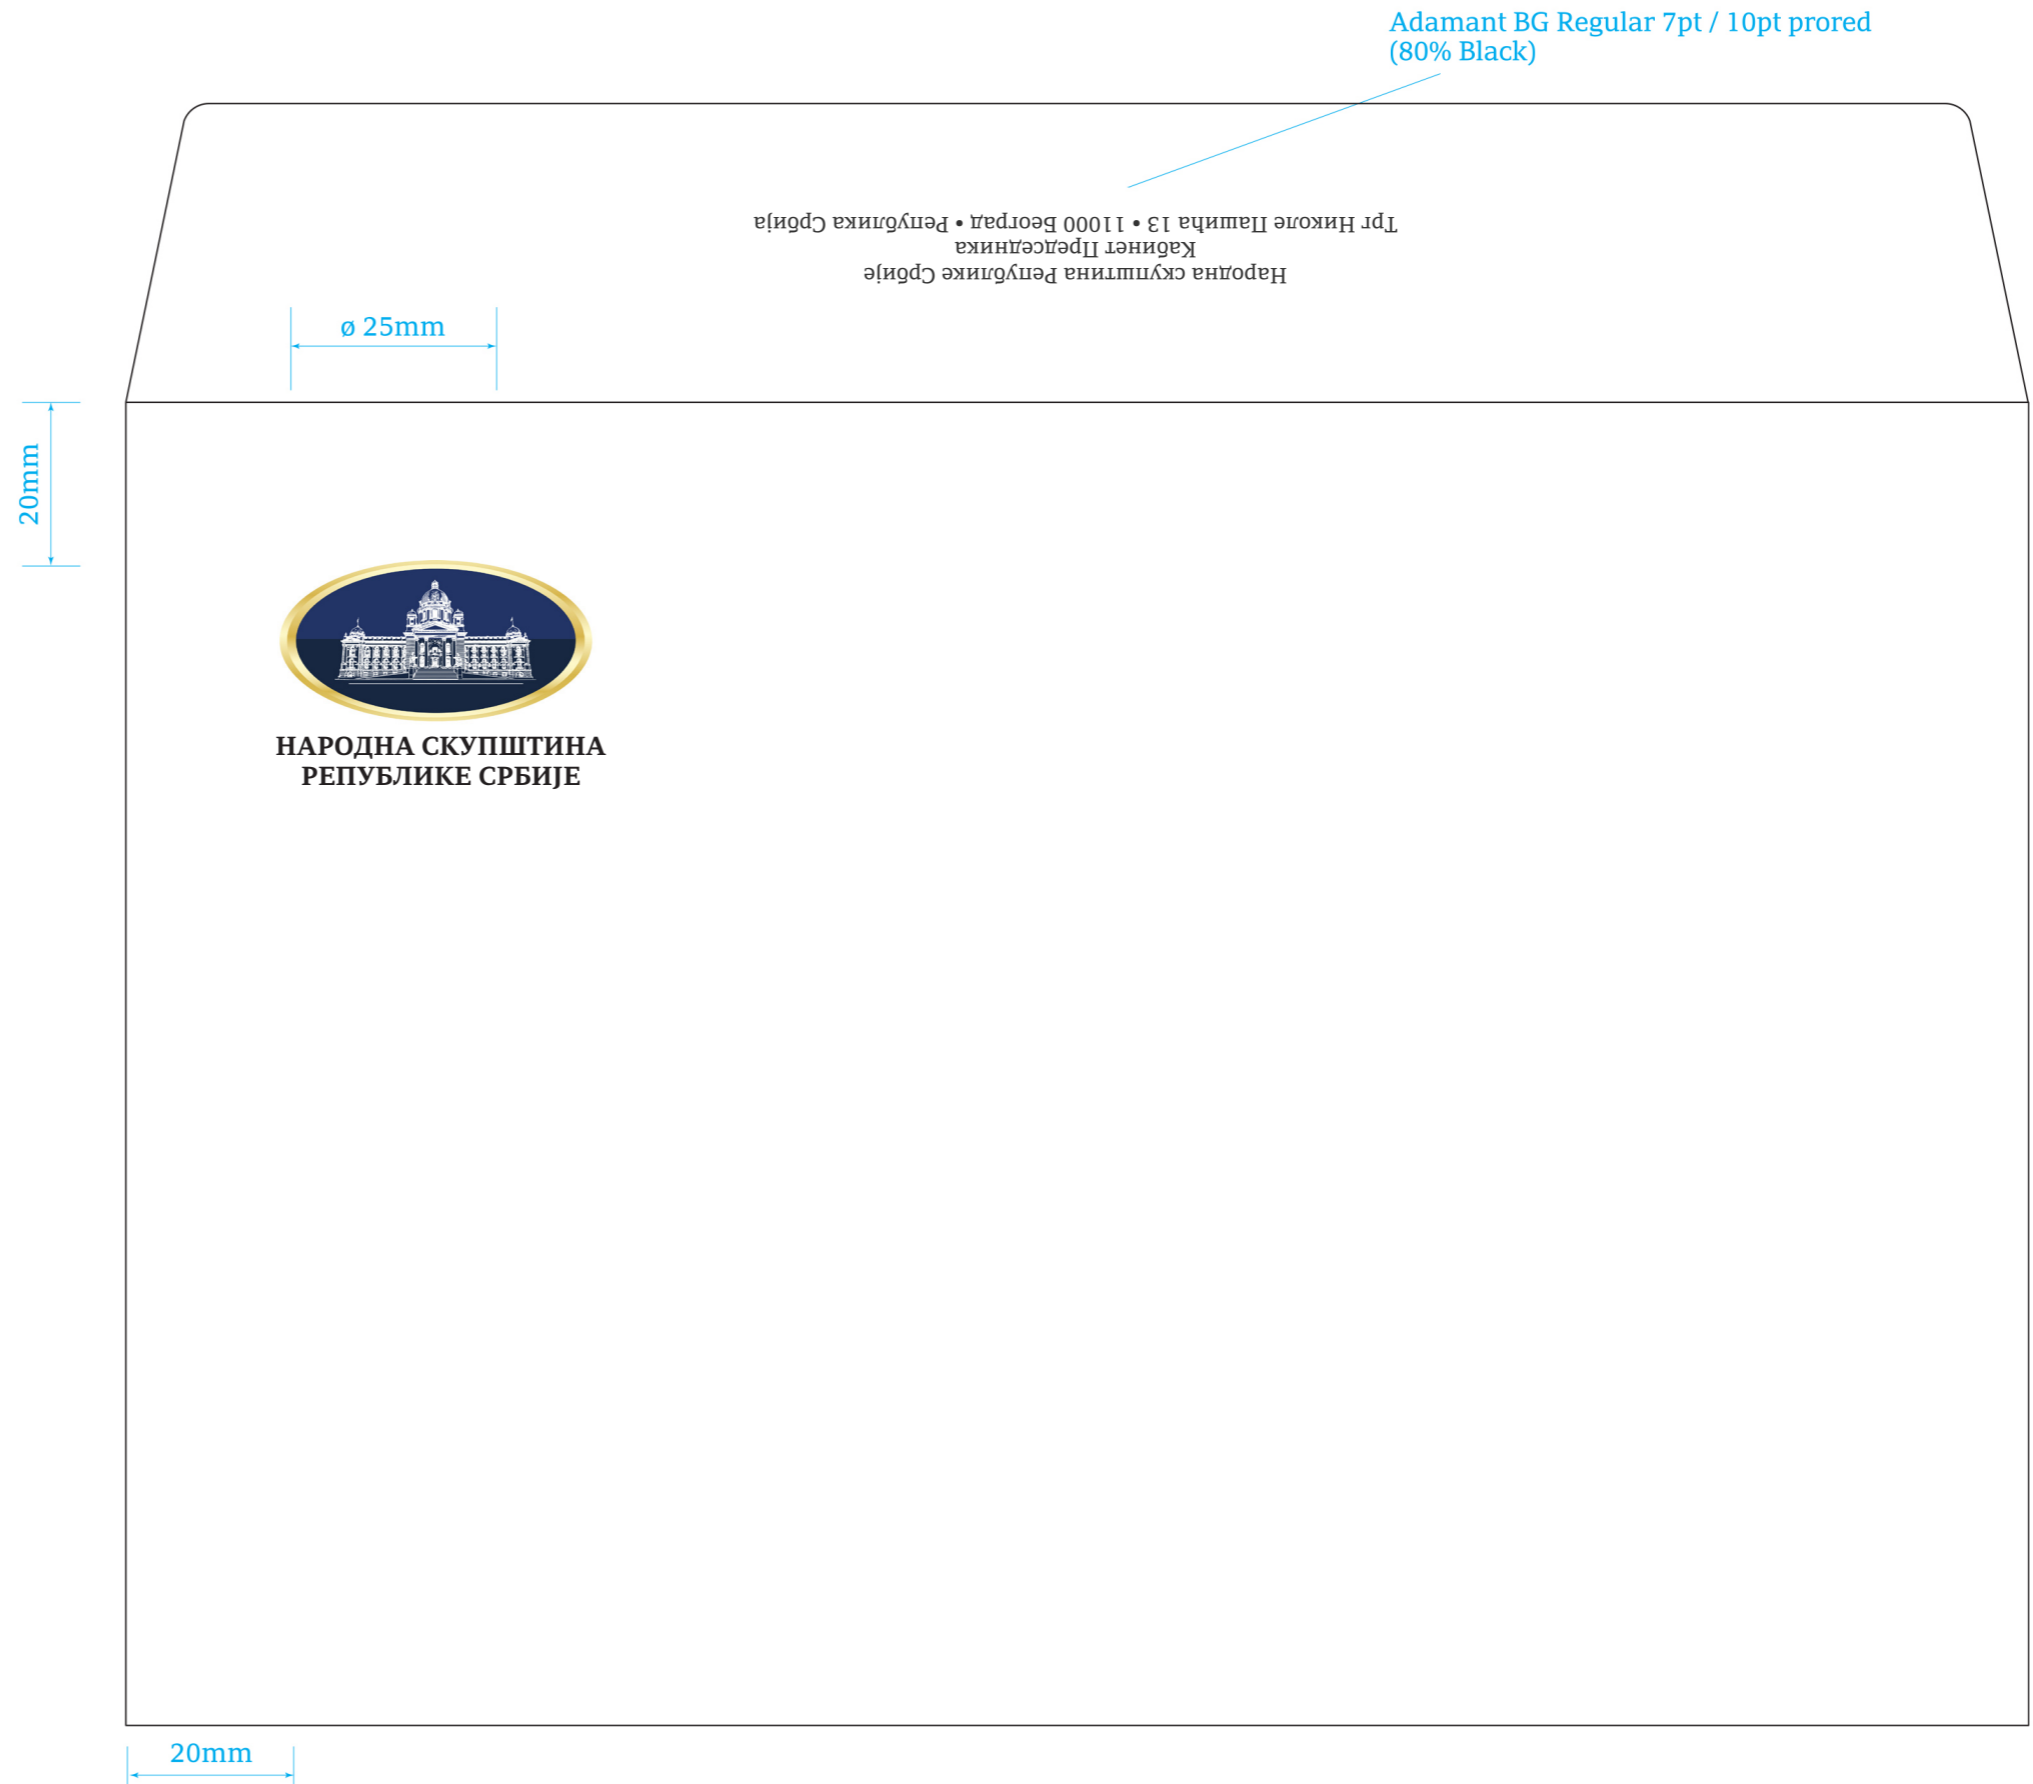 Adamant BG Regular 7pt / 10pt prored
(80% Black)
Народна скупштина Републике Србије
Кабинет Председника
Трг Николе Пашића 13 • 11000 Београд • Република Србија
ø 25mm
20mm
НАРОДНА СКУПШТИНА
РЕПУБЛИКЕ СРБИЈЕ
20mm